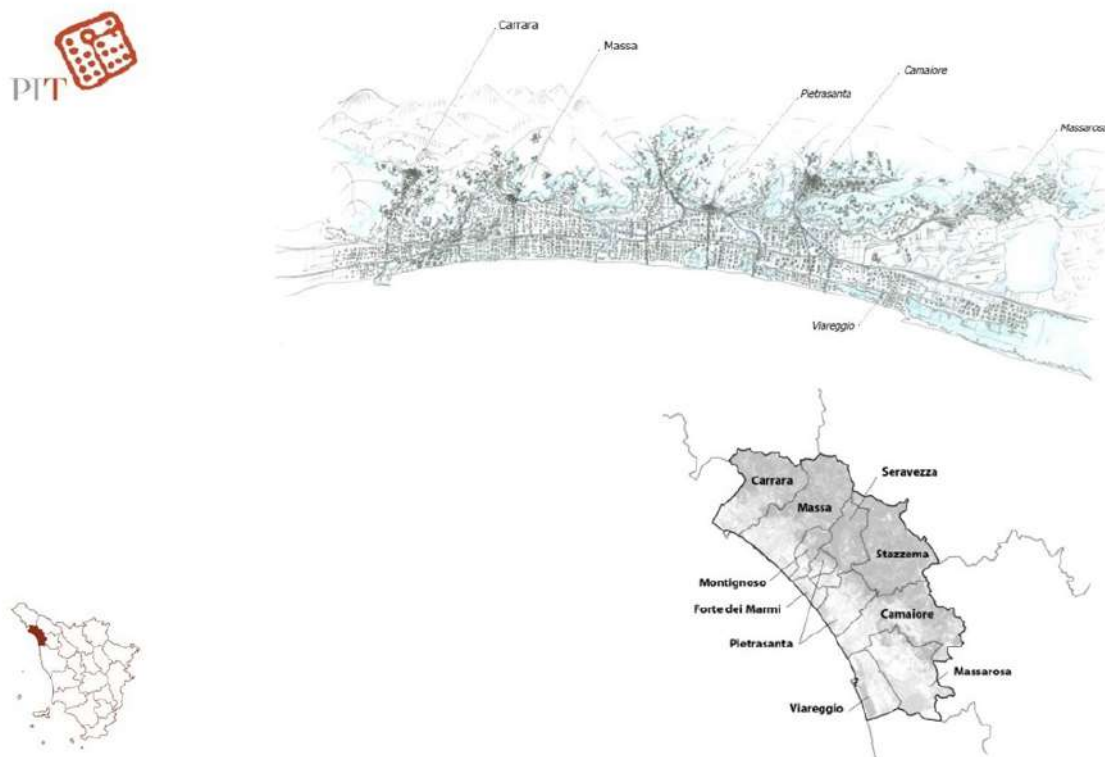 PIT
Carrara
Massa
Camaiore
Pietrasanta
Massarosa
Viareggio
Carrara
Seravezza
Massa
Stazzema
Montignoso
Forte dei Marmi
Camaiore
Pietrasanta
Massarosa
Viareggio